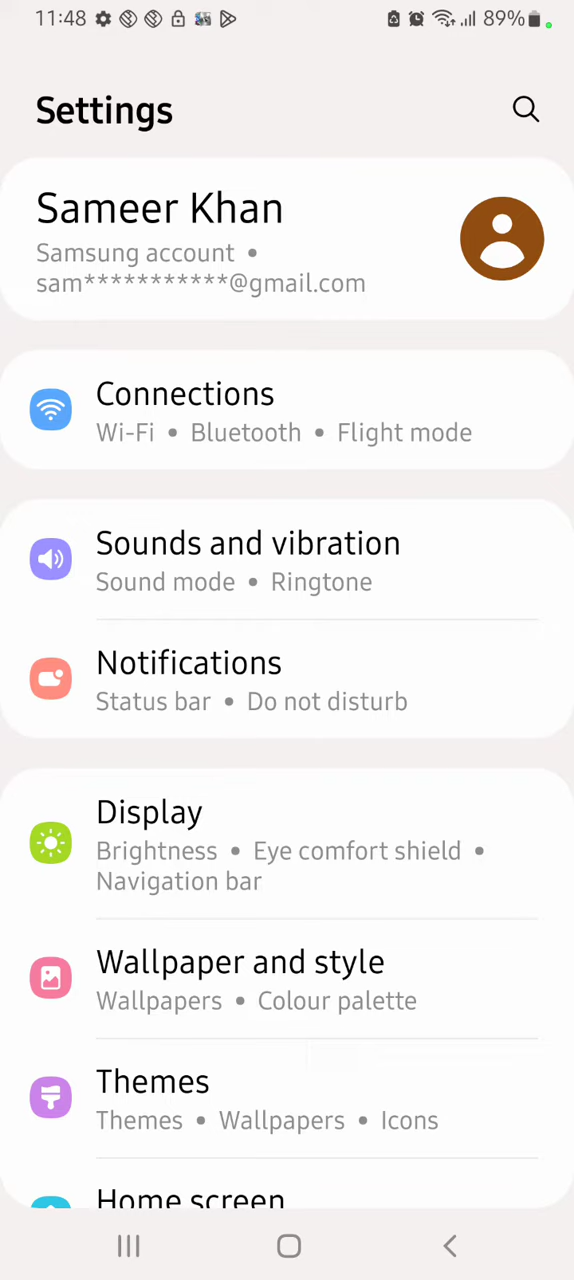 11:48 89%
Settings
Sameer Khan
Samsung account •
sam***********@gmail.com
Connections
Wi-Fi • Bluetooth • Flight mode
Sounds and vibration
Sound mode • Ringtone
Notifications
Status bar • Do not disturb
Display
Brightness • Eye comfort shield •
Navigation bar
Wallpaper and style
Wallpapers • Colour palette
Themes
Themes • Wallpapers • Icons
Home screen